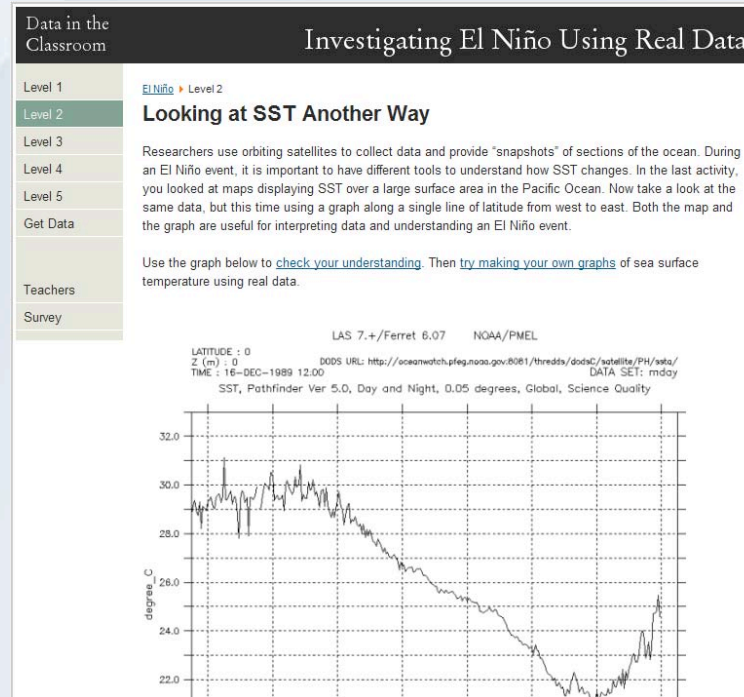 Data in the
Classroom
Investigating El Niño Using Real Data
Level 1
Level 2
Level 3
Level 4
Level 5
Get Data
Teachers
Survey
El Niño Level 2
Looking at SST Another Way
Researchers use orbiting satellites to collect data and provide "snapshots" of sections of the ocean. During
an El Niño event, it is important to have different tools to understand how SST changes. In the last activity,
you looked at maps displaying SST over a large surface area in the Pacific Ocean. Now take a look at the
same data, but this time using a graph along a single line of latitude from west to east. Both the map and
the graph are useful for interpreting data and understanding an El Niño event.
Use the graph below to check your understanding. Then try making your own graphs of sea surface
temperature using real data.
LAS 7.+/Ferret 6.07 NOAA/PMEL
LATITUDE : 0
Z (m) : 0
TIME : 16-DEC-1989 12:00
DODS URL: http://oceanwatch.pfeg.noaa.gov:8081/thredds/dodsC/satellite/PH/ssta/
DATA SET: mday
SST, Pathfinder Ver 5.0, Day and Night, 0.05 degrees, Global, Science Quality
32.0
30.0
28.0
26.0
24.0
22.0
degree_C